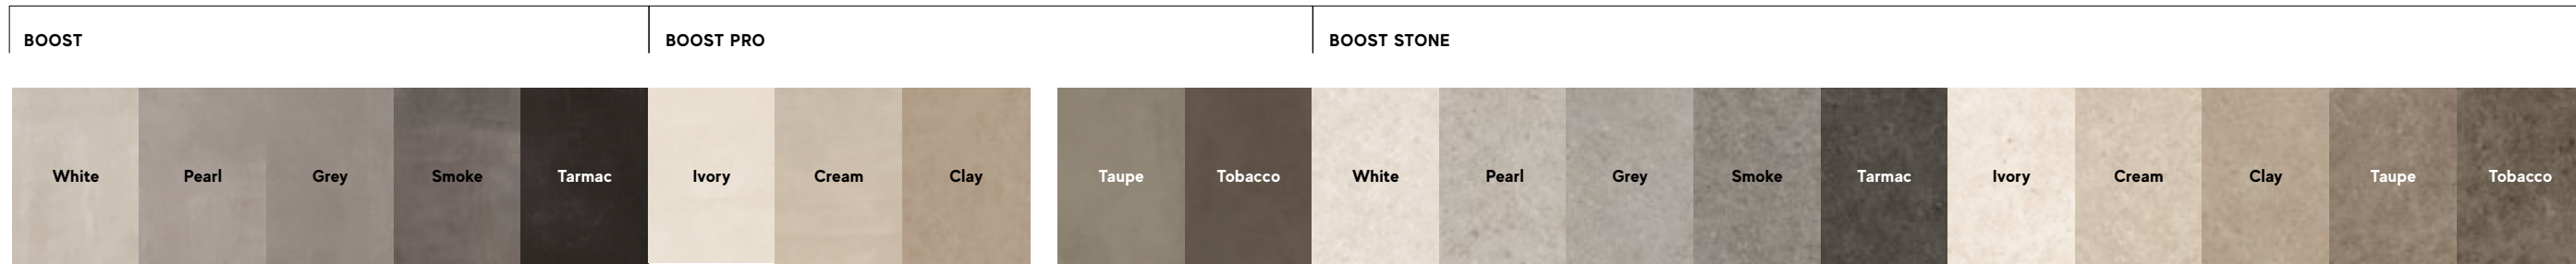 BOOST BOOST PRO BOOST STONE
White Pearl Grey Smoke Tarmac Ivory Cream Clay Taupe Tobacco White Pearl Grey Smoke Tarmac Ivory Cream Clay Taupe Tobacco